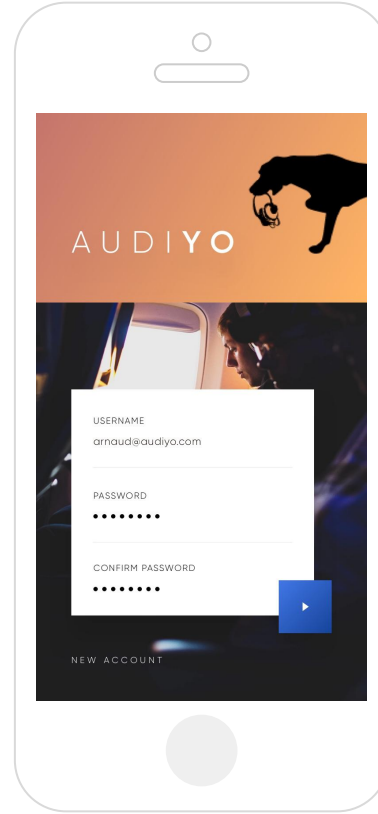 AUDIYO
USERNAME
arnaud@audiyo.com
PASSWORD
••••••••
CONFIRM PASSWORD
••••••••
NEW ACCOUNT